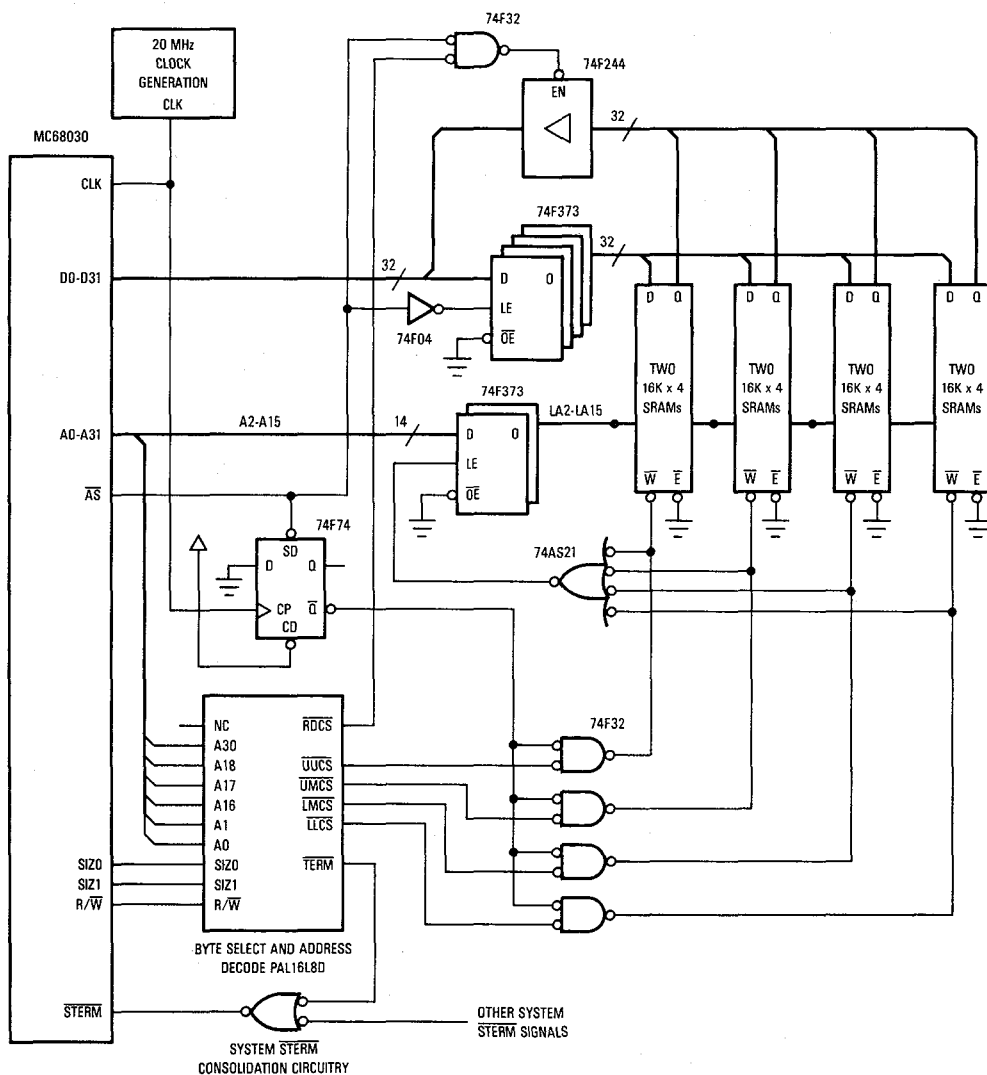 74F32
20 MHz
CLOCK
GENERATION
CLK
74F244
EN
32
MC68030
CLK
74F373
32
D0-D31
32
D O
LE
OE
74F04
D Q
D Q
D Q
D Q
TWO
16K x 4
SRAMs
TWO
16K x 4
SRAMs
TWO
16K x 4
SRAMs
TWO
16K x 4
SRAMs
W E
W E
W E
W E
74F373
A0-A31
A2-A15
14
LA2-LA15
D O
LE
OE
AS
74F74
SD
D Q
CP Q
CD
74AS21
NC
A30
A18
A17
A16
A1
A0
SIZ0
SIZ1
R/W
RDCS
UUCS
UMCS
LMCS
LLCS
TERM
74F32
SIZ0
SIZ1
R/W
BYTE SELECT AND ADDRESS
DECODE PAL16L8D
STERM
OTHER SYSTEM
STERM SIGNALS
SYSTEM STERM
CONSOLIDATION CIRCUITRY